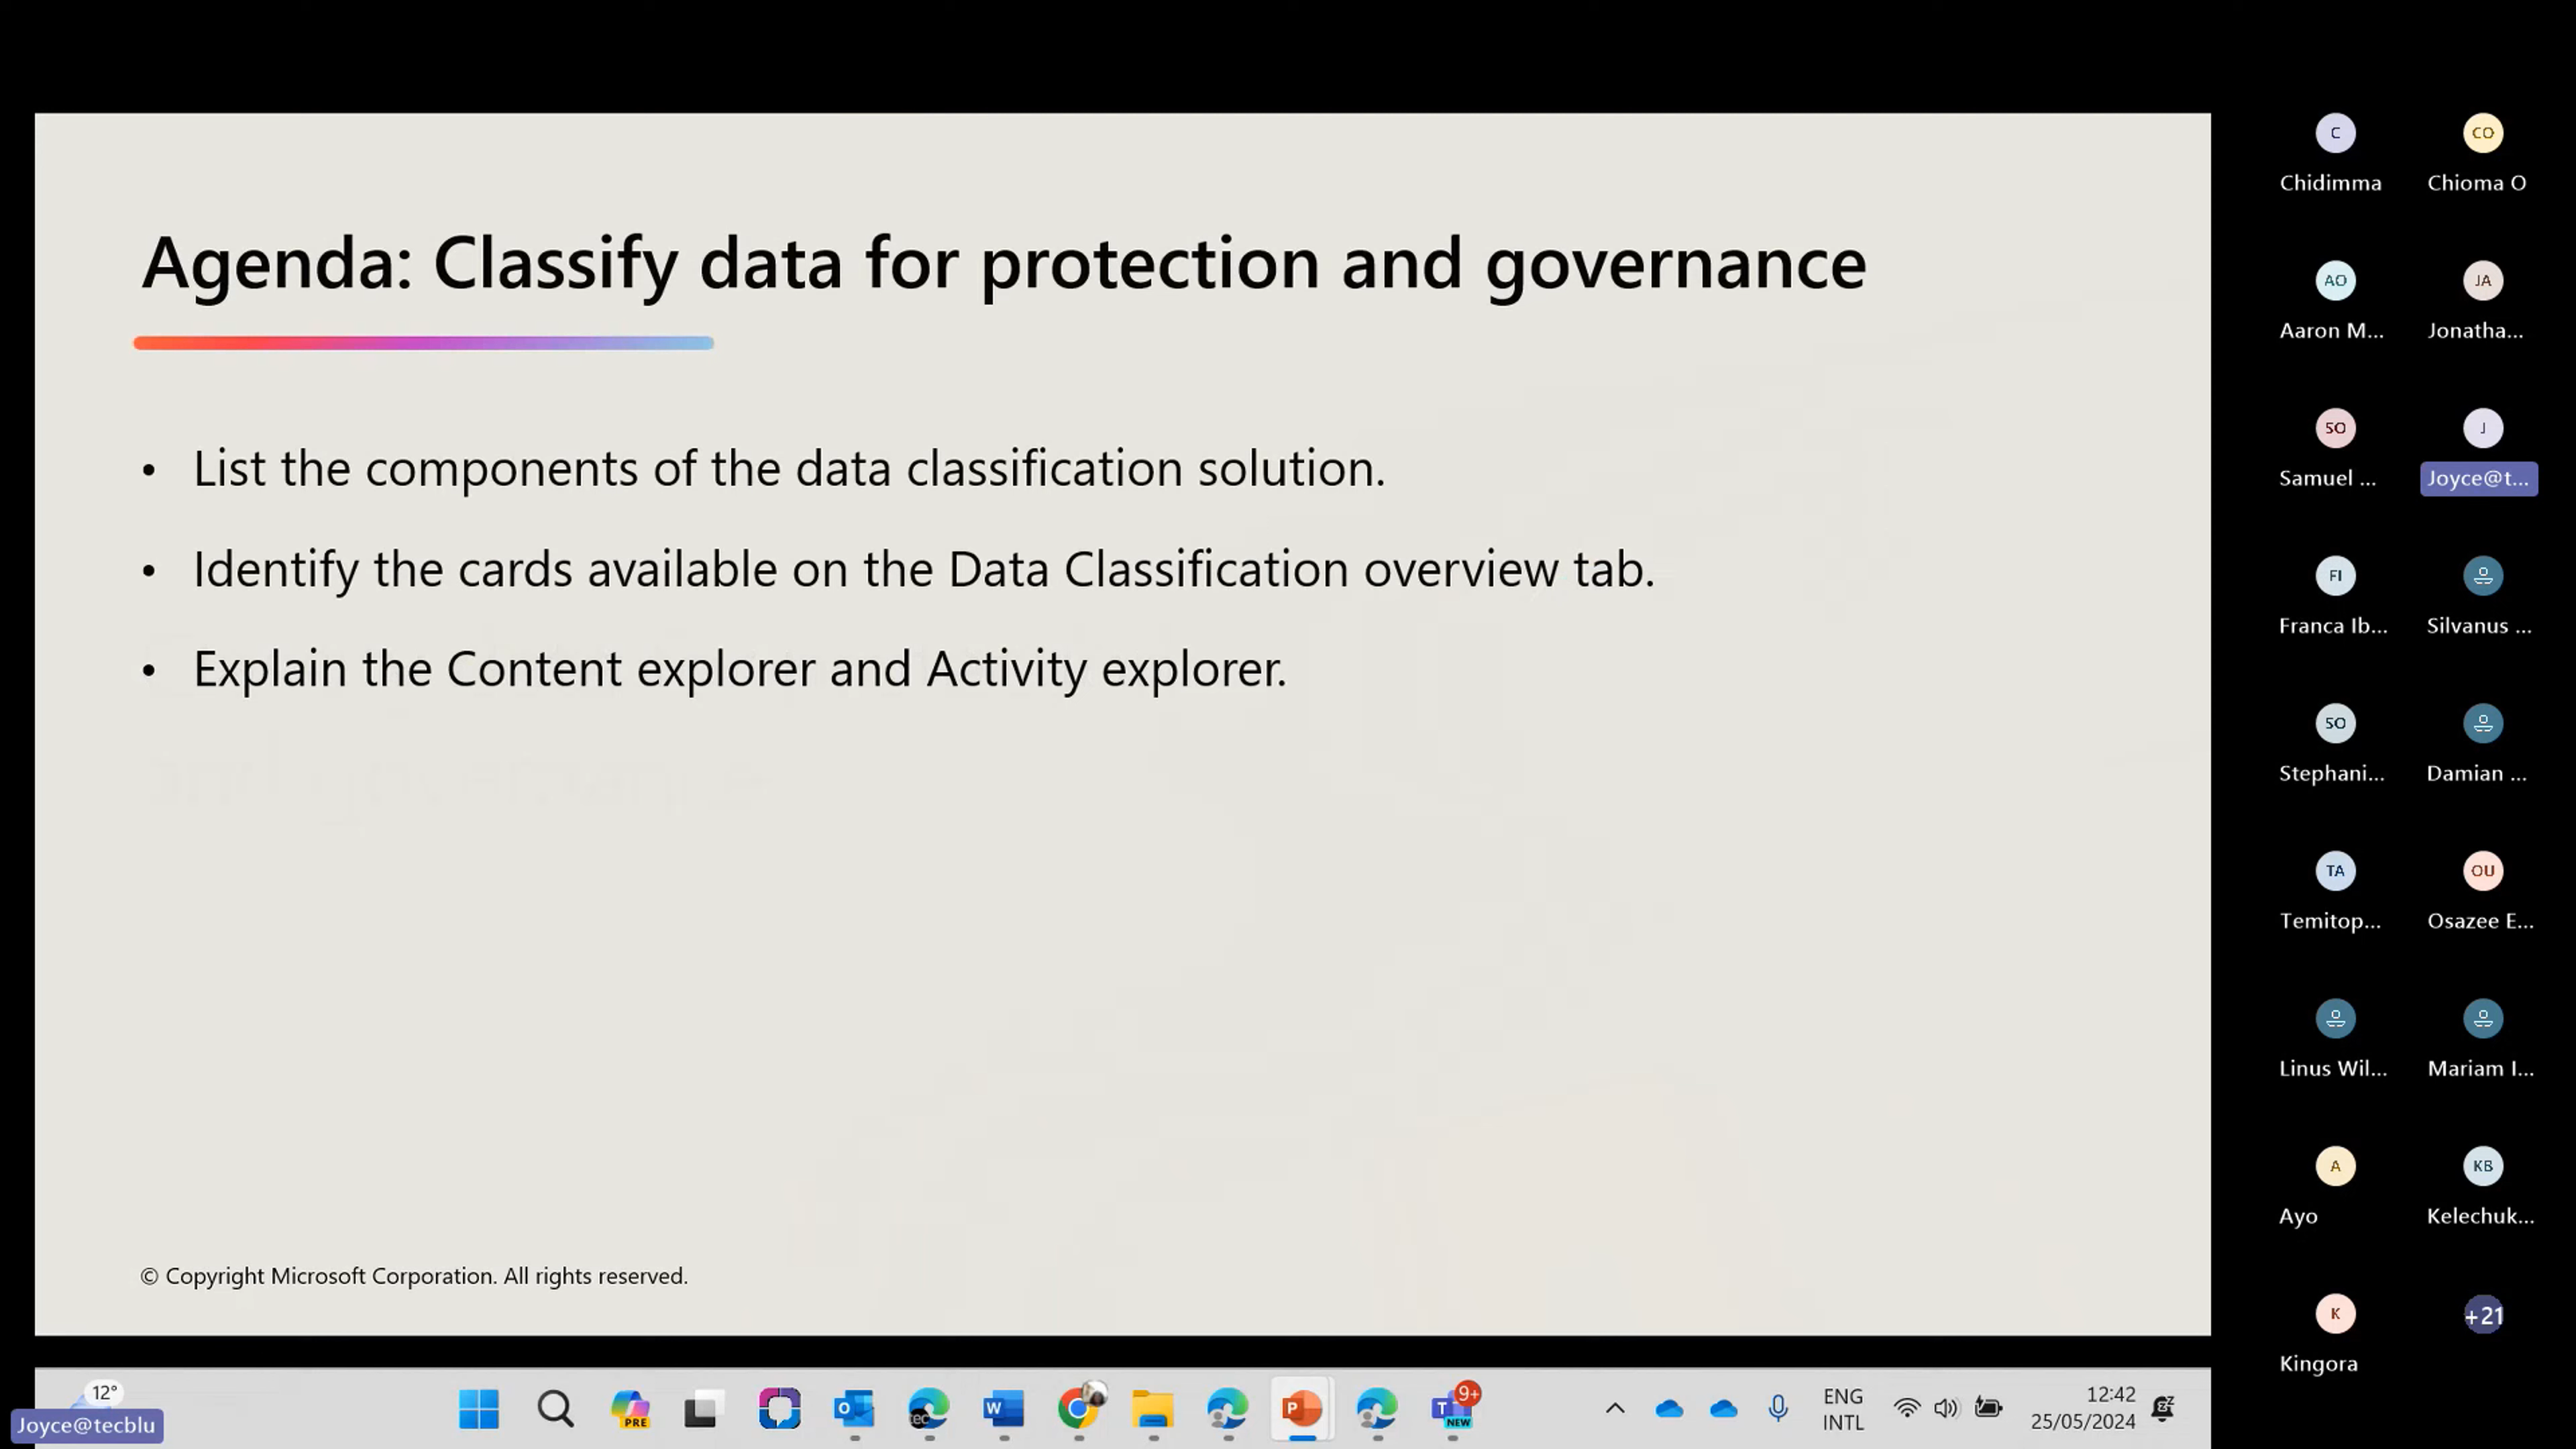 Agenda: Classify data for protection and governance
• List the components of the data classification solution.
• Identify the cards available on the Data Classification overview tab.
• Explain the Content explorer and Activity explorer.
© Copyright Microsoft Corporation. All rights reserved.
C
CO
Chidimma
Chioma O
AO
JA
Aaron M...
Jonatha...
SO
J
Samuel ...
Joyce@t...
FI
Franca Ib...
Silvanus ...
SO
Stephani...
Damian ...
TA
OU
Temitop...
Osazee E...
Linus Wil...
Mariam I...
A
KB
Ayo
Kelechuk...
K
+21
Kingora
12°
Joyce@tecblu
PRE
O
tec
W
P
T
9+
NEW
ENG
INTL
12:42
25/05/2024